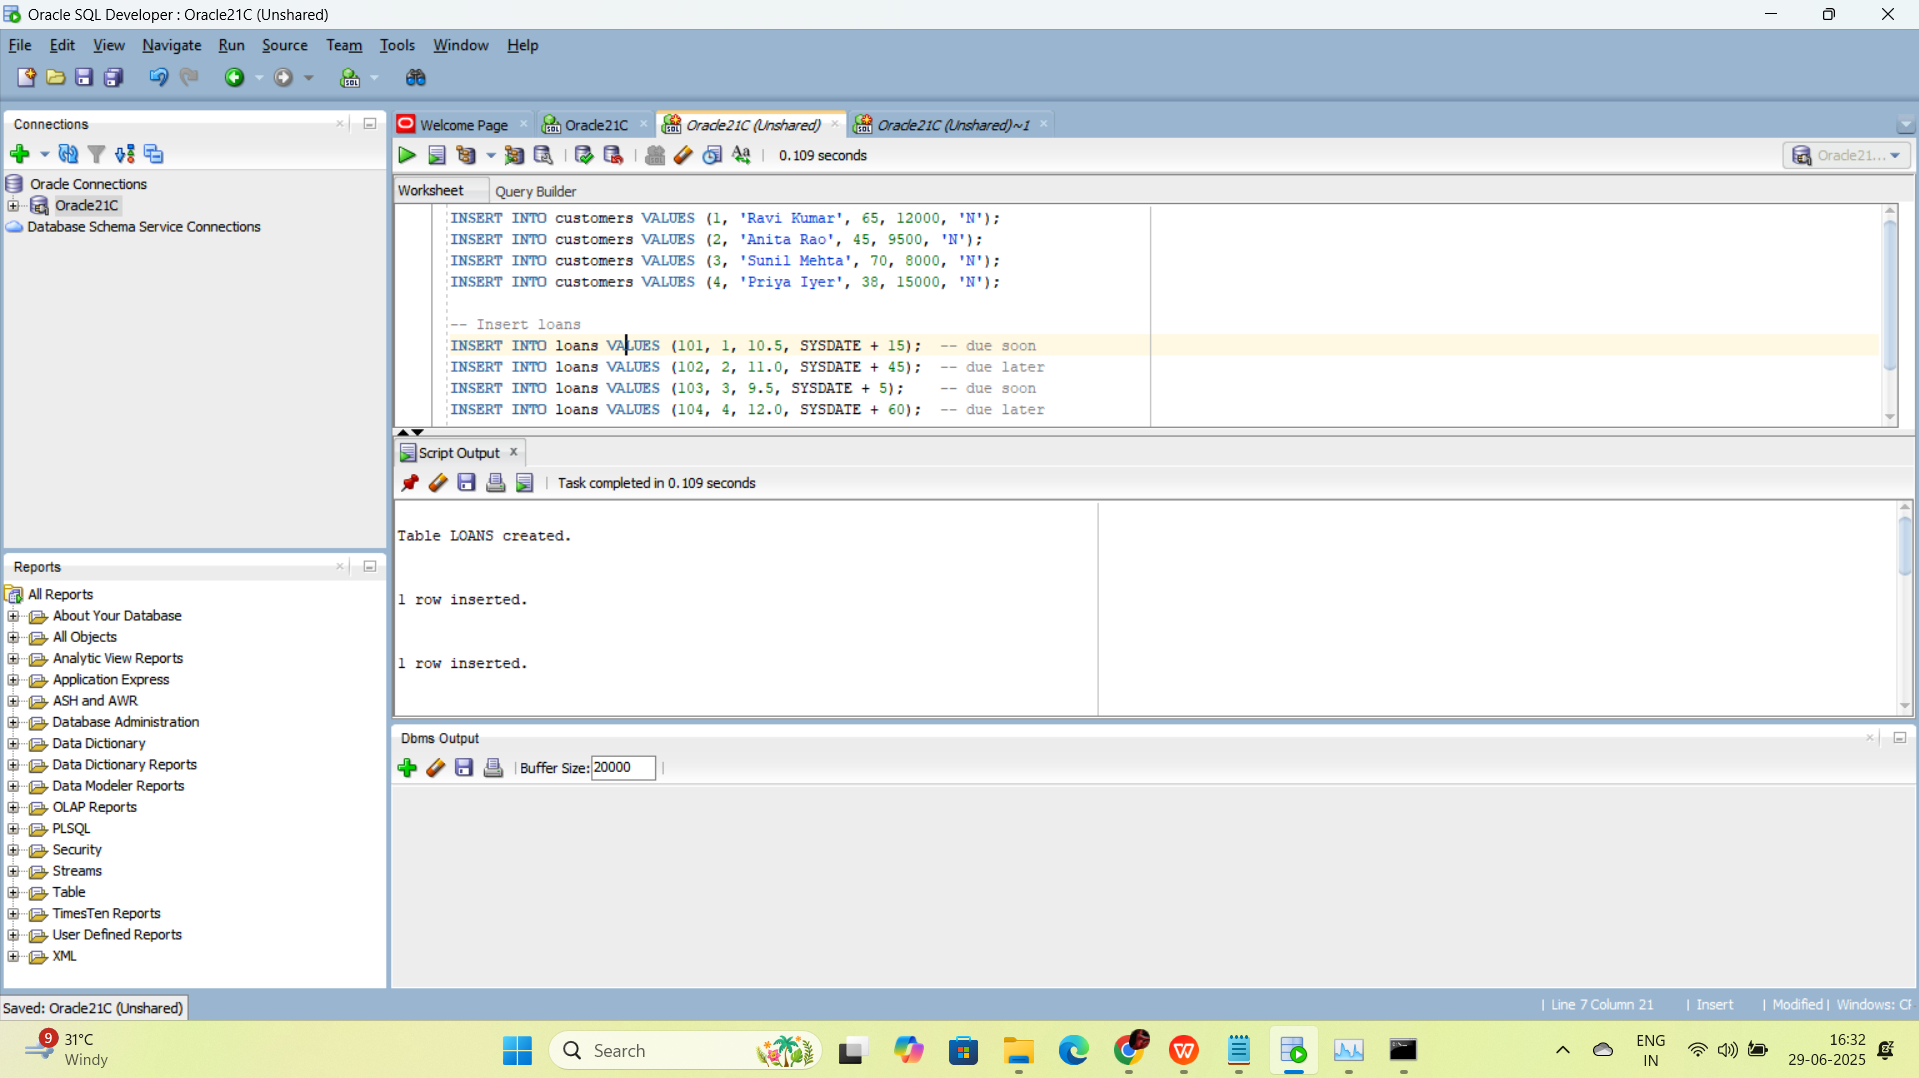 Oracle SQL Developer : Oracle21C (Unshared)
File Edit View Navigate Run Source Team Tools Window Help
Connections
Oracle Connections
Oracle21C
Database Schema Service Connections
Welcome Page
Oracle21C
Oracle21C (Unshared)
Oracle21C (Unshared)~1
0.109 seconds
Oracle21...
Worksheet Query Builder
INSERT INTO customers VALUES (1, 'Ravi Kumar', 65, 12000, 'N');
INSERT INTO customers VALUES (2, 'Anita Rao', 45, 9500, 'N');
INSERT INTO customers VALUES (3, 'Sunil Mehta', 70, 8000, 'N');
INSERT INTO customers VALUES (4, 'Priya Iyer', 38, 15000, 'N');
-- Insert loans
INSERT INTO loans VALUES (101, 1, 10.5, SYSDATE + 15);  -- due soon
INSERT INTO loans VALUES (102, 2, 11.0, SYSDATE + 45);  -- due later
INSERT INTO loans VALUES (103, 3, 9.5, SYSDATE + 5);    -- due soon
INSERT INTO loans VALUES (104, 4, 12.0, SYSDATE + 60);  -- due later
Script Output
Task completed in 0.109 seconds
Table LOANS created.
1 row inserted.
1 row inserted.
Dbms Output
Buffer Size: 20000
Reports
All Reports
About Your Database
All Objects
Analytic View Reports
Application Express
ASH and AWR
Database Administration
Data Dictionary
Data Dictionary Reports
Data Modeler Reports
OLAP Reports
PLSQL
Security
Streams
Table
TimesTen Reports
User Defined Reports
XML
Saved: Oracle21C (Unshared)
Line 7 Column 21 | Insert | Modified | Windows: CF
9
31°C
Windy
Search
ENG
IN
16:32
29-06-2025